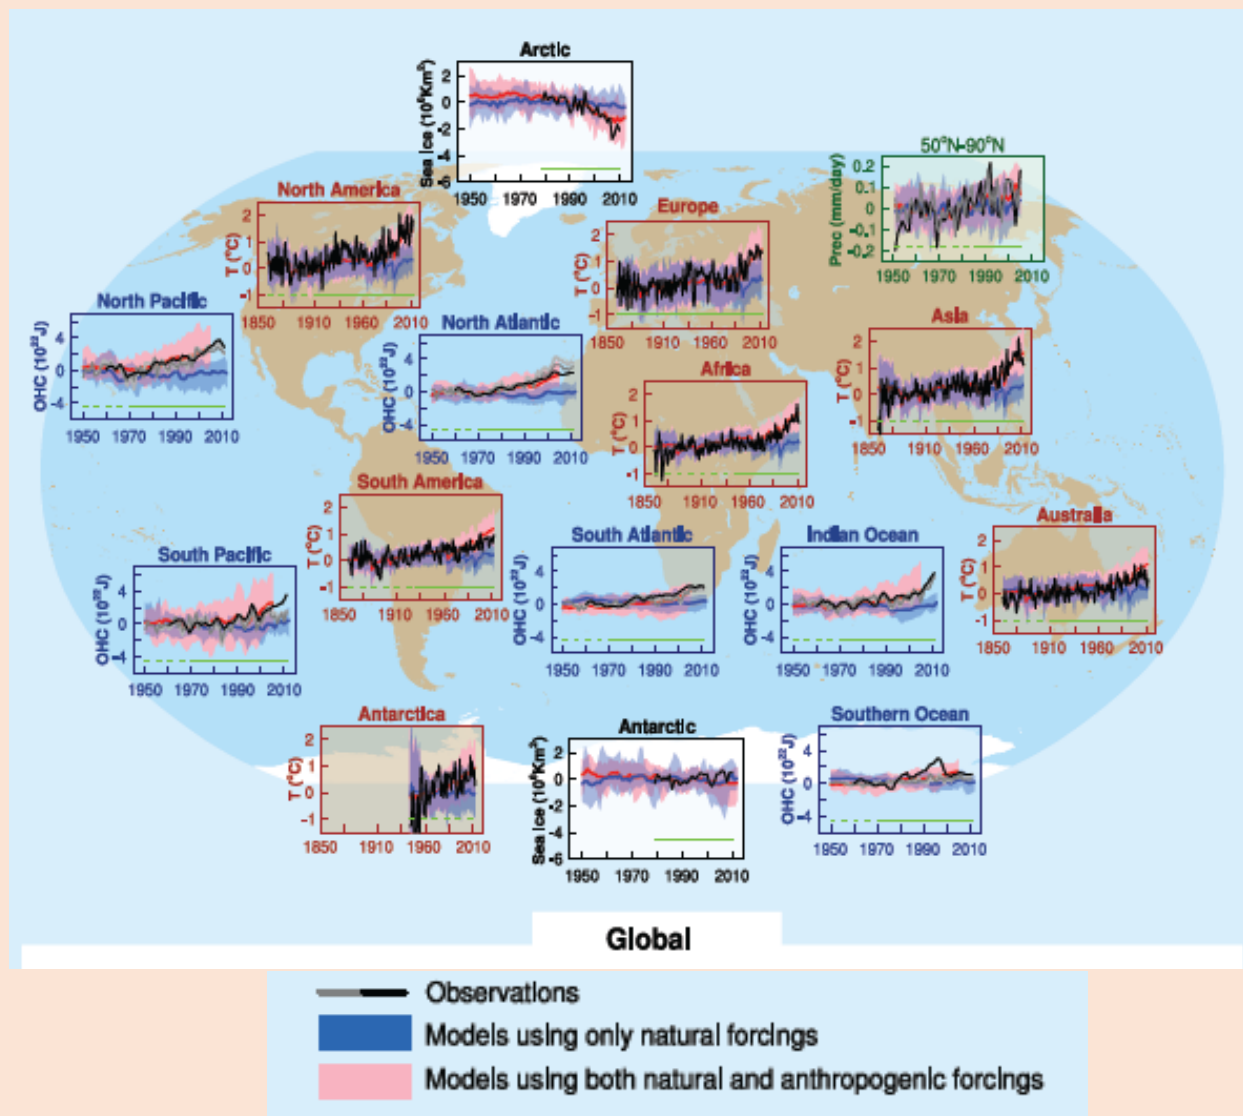 Arctic
Sea Ice (10⁶Km²)
2
0
-2
-4
-6
1950 1970 1990 2010
50°N-90°N
Prec (mm/day)
0.2
0.1
0
-0.1
-0.2
1950 1970 1990 2010
North America
T (°C)
2
1
0
-1
1850 1910 1960 2010
Europe
T (°C)
2
1
0
-1
1850 1910 1960 2010
North Pacific
OHC (10²²J)
4
0
-4
1950 1970 1990 2010
North Atlantic
OHC (10²²J)
4
0
-4
1950 1970 1990 2010
Asia
T (°C)
2
1
0
-1
1850 1910 1960 2010
Africa
T (°C)
2
1
0
-1
1850 1910 1960 2010
South America
T (°C)
2
1
0
-1
1850 1910 1960 2010
South Pacific
OHC (10²²J)
4
0
-4
1950 1970 1990 2010
South Atlantic
OHC (10²²J)
4
0
-4
1950 1970 1990 2010
Indian Ocean
OHC (10²²J)
4
0
-4
1950 1970 1990 2010
Australia
T (°C)
2
1
0
-1
1850 1910 1960 2010
Antarctica
T (°C)
2
1
0
-1
1850 1910 1960 2010
Antarctic
Sea Ice (10⁶Km²)
2
0
-2
-4
-6
1950 1970 1990 2010
Southern Ocean
OHC (10²²J)
4
0
-4
1950 1970 1990 2010
Global
Observations
Models using only natural forcings
Models using both natural and anthropogenic forcings